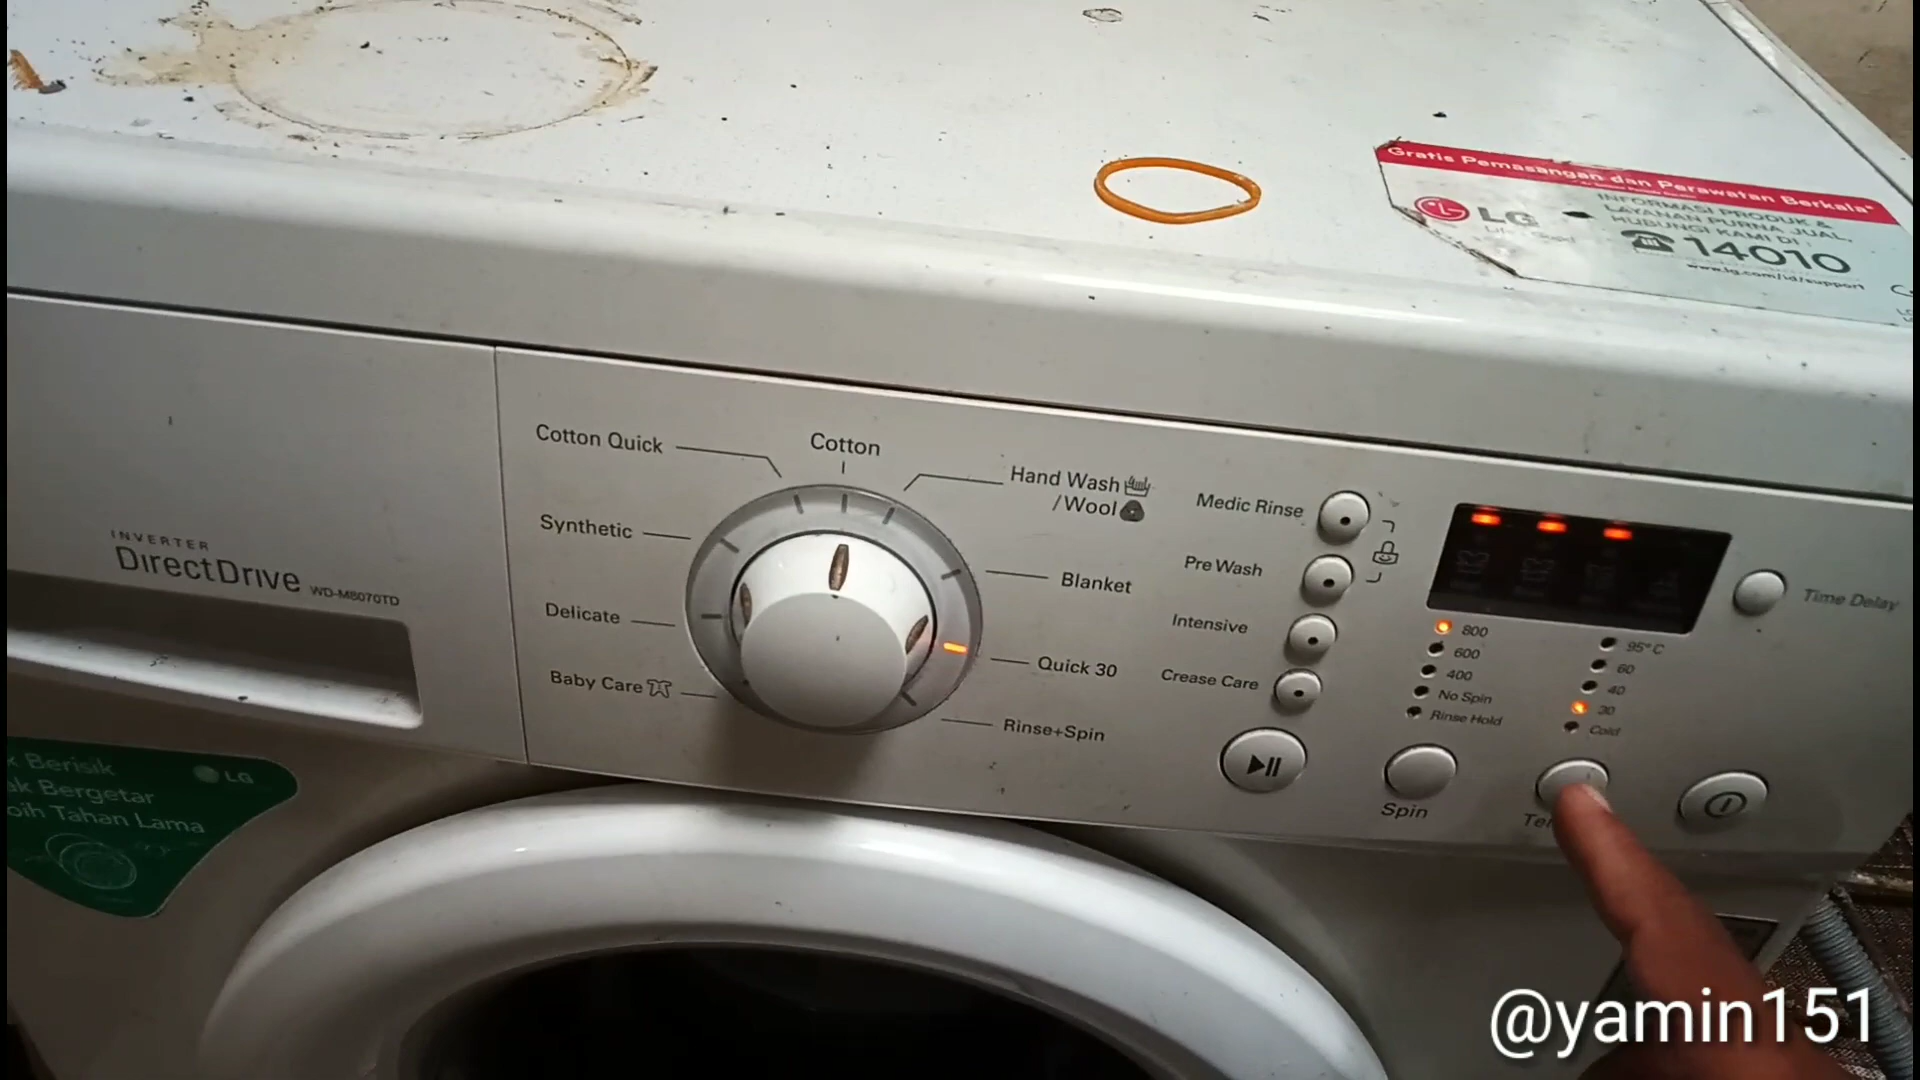 Gratis Pemasangan dan Perawatan Berkala*
LG
INFORMASI PRODUK &
LAYANAN PURNA JUAL,
HUBUNGI KAMI DI :
14010
www.lg.com/id/support
INVERTER
DirectDrive WD-M8070TD
Cotton Quick
Cotton
Hand Wash
/Wool
Synthetic
Blanket
Delicate
Quick 30
Baby Care
Rinse+Spin
Medic Rinse
Pre Wash
Intensive
Crease Care
Time Delay
800
600
400
No Spin
Rinse Hold
95°C
60
40
30
Cold
Spin
Berisik
LG
Bergetar
Tahan Lama
@yamin151